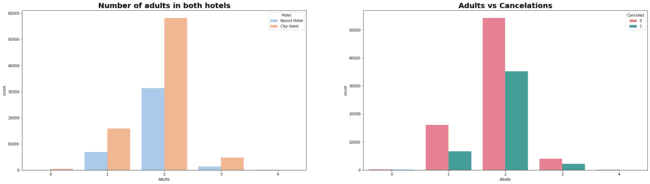 Number of adults in both hotels
Hotel
Resort Hotel
City Hotel
60000
50000
40000
30000
20000
10000
0
count
0 1 2 3 4
Adults
Adults vs Cancelations
Canceled
0
1
50000
40000
30000
20000
10000
0
count
0 1 2 3 4
Adults